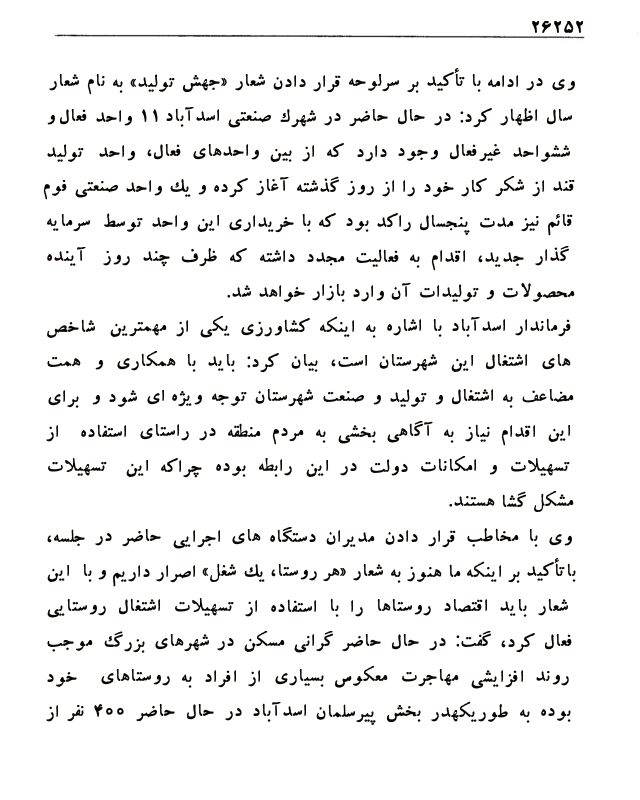 ۲۶۲۵۲
وی در ادامه با تأکید بر سرلوحه قرار دادن شعار «جهش تولید» به نام شعار
سال اظهار کرد: در حال حاضر در شهرك صنعتی اسدآباد ۱۱ واحد فعال و
ششواحد غیرفعال وجود دارد که از بین واحدهای فعال، واحد تولید
قند از شکر کار خود را از روز گذشته آغاز کرده و یك واحد صنعتی فوم
قائم نیز مدت پنجسال راکد بود که با خریداری این واحد توسط سرمایه
گذار جدید، اقدام به فعالیت مجدد داشته که ظرف چند روز آینده
محصولات و تولیدات آن وارد بازار خواهد شد.
فرماندار اسدآباد با اشاره به اینکه کشاورزی یکی از مهمترین شاخص
های اشتغال این شهرستان است، بیان کرد: باید با همکاری و همت
مضاعف به اشتغال و تولید و صنعت شهرستان توجه ویژه ای شود و برای
این اقدام نیاز به آگاهی بخشی به مردم منطقه در راستای استفاده از
تسهیلات و امکانات دولت در این رابطه بوده چراکه این تسهیلات
مشکل گشا هستند.
وی با مخاطب قرار دادن مدیران دستگاه های اجرایی حاضر در جلسه،
باتأکید بر اینکه ما هنوز به شعار «هر روستا، یك شغل» اصرار داریم و با این
شعار باید اقتصاد روستاها را با استفاده از تسهیلات اشتغال روستایی
فعال کرد، گفت: در حال حاضر گرانی مسکن در شهرهای بزرگ موجب
روند افزایشی مهاجرت معکوس بسیاری از افراد به روستاهای خود
بوده به طوریکهدر بخش پیرسلمان اسدآباد در حال حاضر ۴۰۰ نفر از